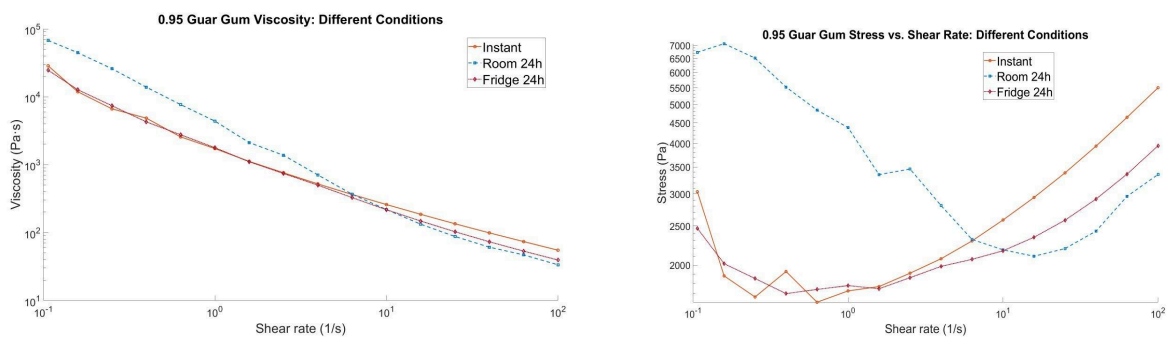 0.95 Guar Gum Viscosity: Different Conditions
Viscosity (Pa·s)
10^5
10^4
10^3
10^2
10^1
10^-1
10^0
10^1
10^2
Shear rate (1/s)
Instant
Room 24h
Fridge 24h
0.95 Guar Gum Stress vs. Shear Rate: Different Conditions
Stress (Pa)
7000
6500
6000
5500
5000
4500
4000
3500
3000
2500
2000
10^-1
10^0
10^1
10^2
Shear rate (1/s)
Instant
Room 24h
Fridge 24h